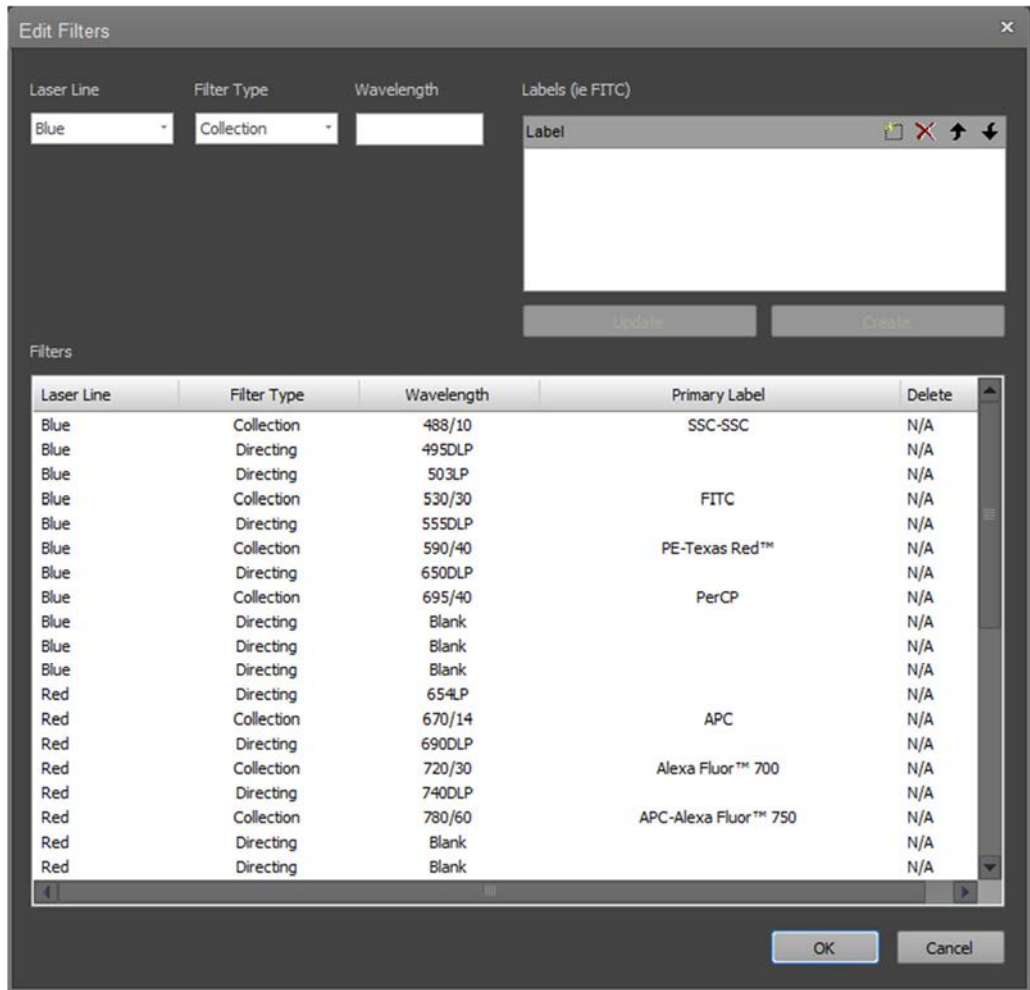 Edit Filters
Laser Line Filter Type Wavelength Labels (ie FITC)
Blue Collection Label
Update Create
Filters
Laser Line Filter Type Wavelength Primary Label Delete
Blue Collection 488/10 SSC-SSC N/A
Blue Directing 495DLP N/A
Blue Directing 503LP N/A
Blue Collection 530/30 FITC N/A
Blue Directing 555DLP N/A
Blue Collection 590/40 PE-Texas Red™ N/A
Blue Directing 650DLP N/A
Blue Collection 695/40 PerCP N/A
Blue Directing Blank N/A
Blue Directing Blank N/A
Blue Directing Blank N/A
Red Directing 654LP N/A
Red Collection 670/14 APC N/A
Red Directing 690DLP N/A
Red Collection 720/30 Alexa Fluor™ 700 N/A
Red Directing 740DLP N/A
Red Collection 780/60 APC-Alexa Fluor™ 750 N/A
Red Directing Blank N/A
Red Directing Blank N/A
OK Cancel